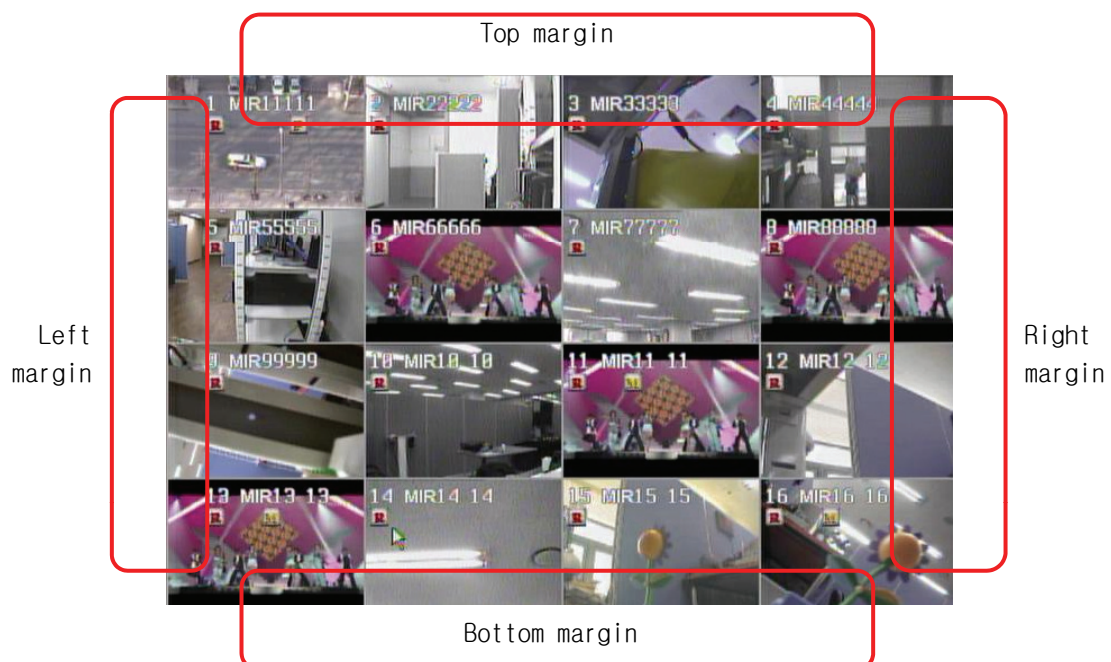 Top margin
1 MIR11111
2 MIR22222
3 MIR33333
4 MIR44444
R
R
R
R
5 MIR55555
6 MIR66666
7 MIR77777
8 MIR88888
R
R
R
R
Left
margin
Right
margin
9 MIR99999
10 MIR10 10
11 MIR11 11
12 MIR12 12
R
R
R
M
R
13 MIR13 13
14 MIR14 14
15 MIR15 15
16 MIR16 16
R
M
R
R
R
M
Bottom margin